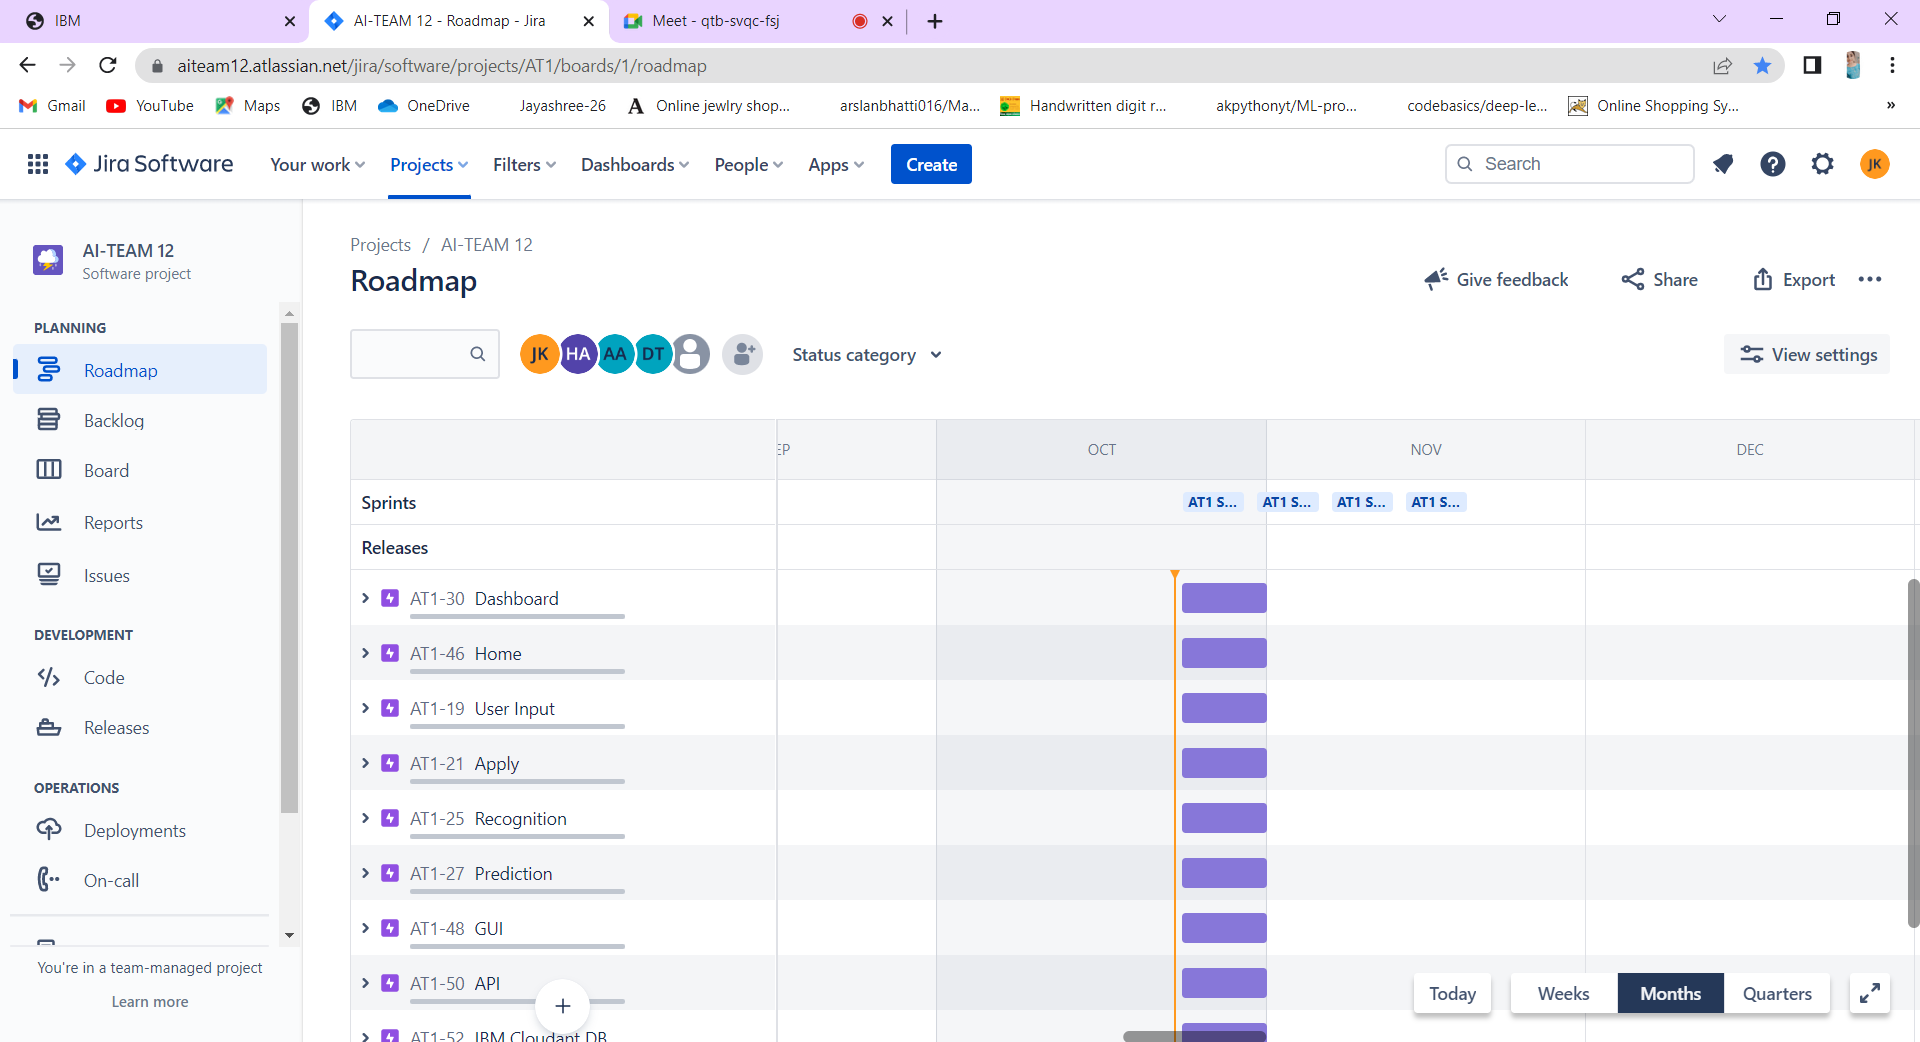 IBM
AI-TEAM 12 - Roadmap - Jira
Meet - qtb-svqc-fsj
aiteam12.atlassian.net/jira/software/projects/AT1/boards/1/roadmap
Gmail YouTube Maps IBM OneDrive Jayashree-26 Online jewlry shop... arslanbhatti016/Ma... Handwritten digit r... akpythonyt/ML-pro... codebasics/deep-le... Online Shopping Sy... »
Jira Software Your work Projects Filters Dashboards People Apps Create Search JK
AI-TEAM 12
Software project
PLANNING
Roadmap
Backlog
Board
Reports
Issues
DEVELOPMENT
Code
Releases
OPERATIONS
Deployments
On-call
You're in a team-managed project
Learn more
Projects / AI-TEAM 12
Roadmap
Give feedback Share Export
JK HA AA DT Status category View settings
EP OCT NOV DEC
Sprints AT1 S... AT1 S... AT1 S... AT1 S...
Releases
AT1-30 Dashboard
AT1-46 Home
AT1-19 User Input
AT1-21 Apply
AT1-25 Recognition
AT1-27 Prediction
AT1-48 GUI
AT1-50 API
AT1-52 IBM Cloudant DB
Today Weeks Months Quarters